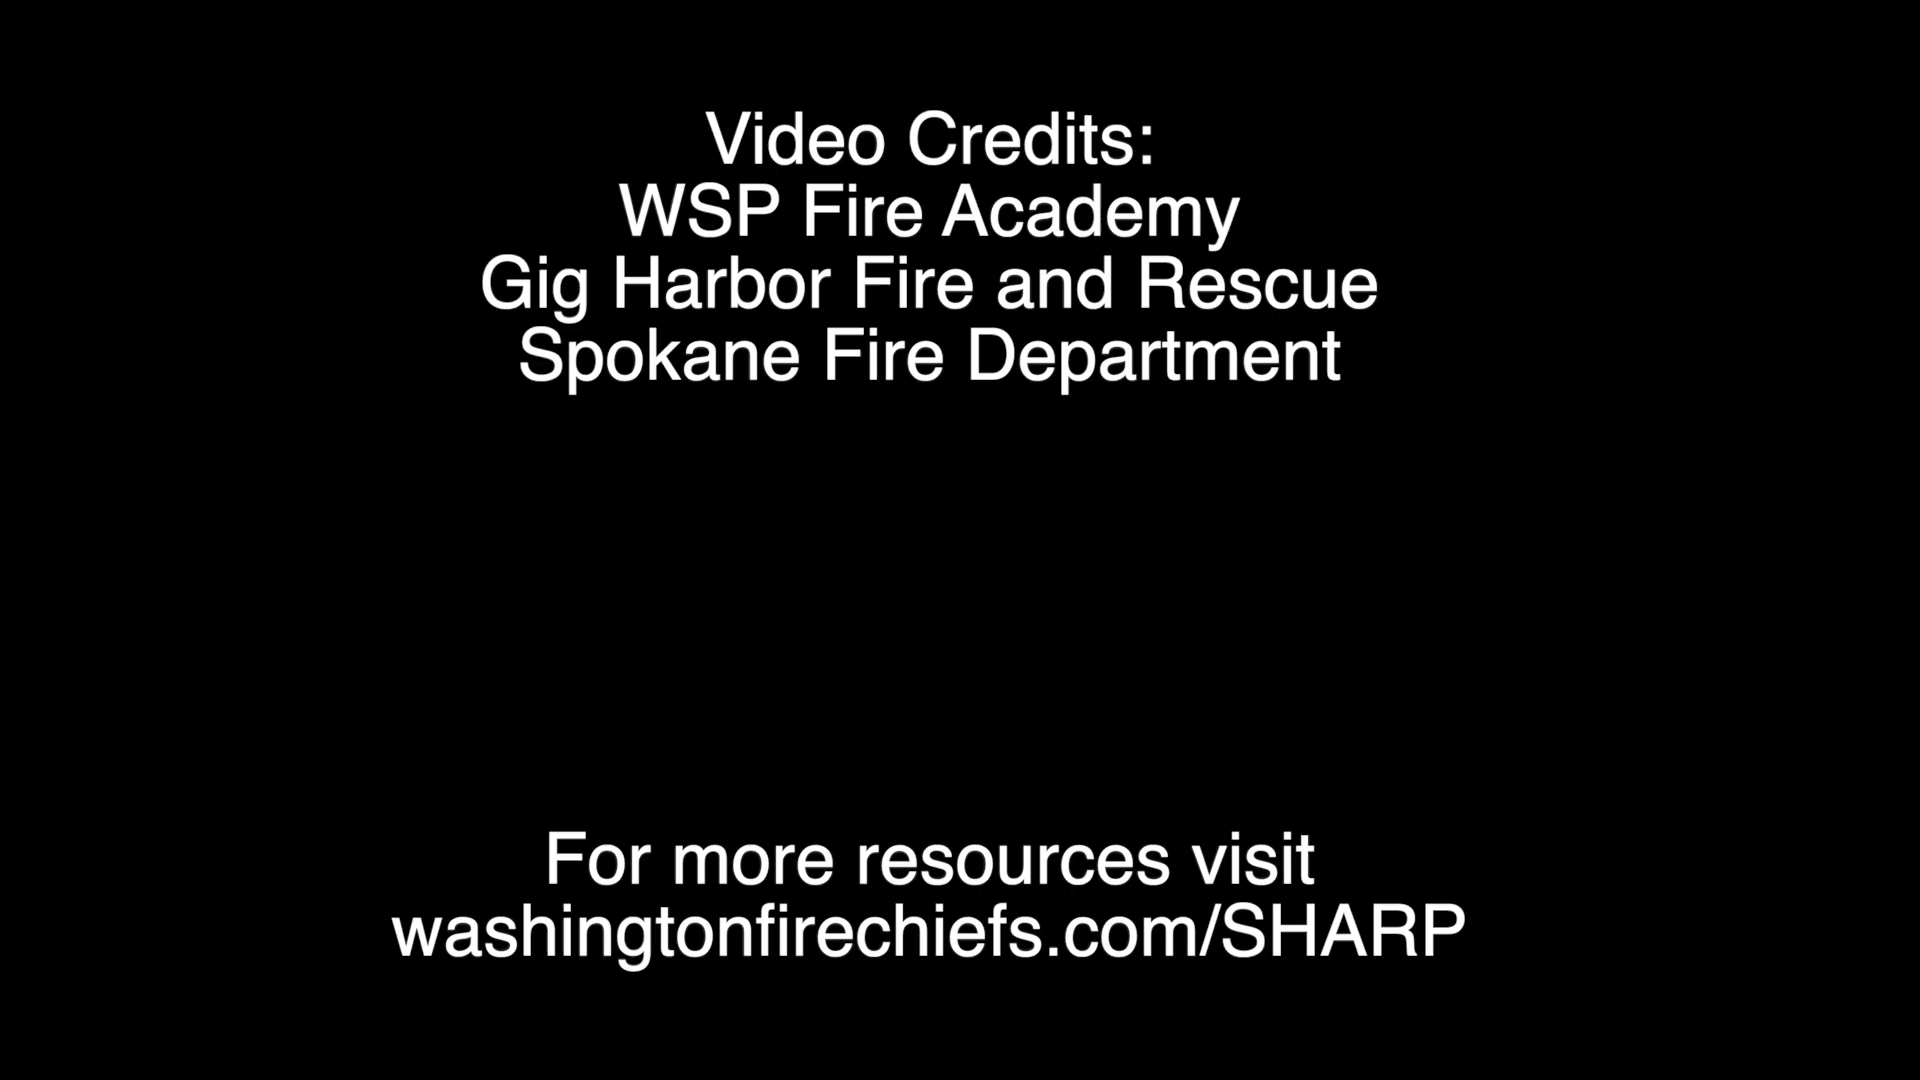 Video Credits:
WSP Fire Academy
Gig Harbor Fire and Rescue
Spokane Fire Department
For more resources visit
washingtonfirechiefs.com/SHARP